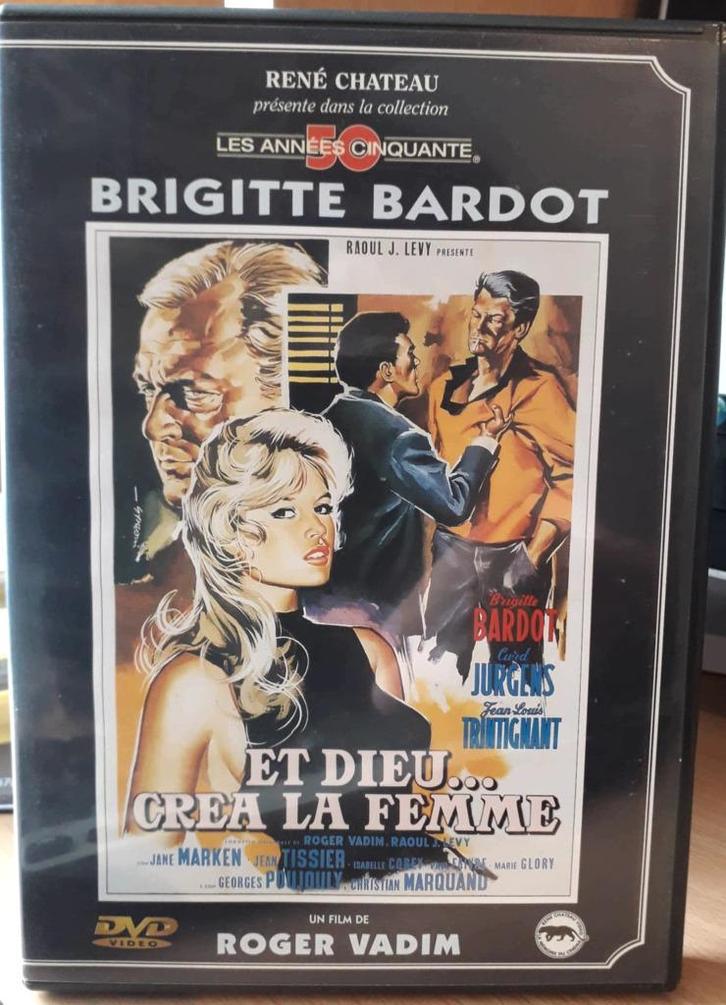 RENÉ CHATEAU
présente dans la collection
LES ANNÉES CINQUANTE®
50
BRIGITTE BARDOT
RAOUL J. LEVY PRESENTE
Brigitte
BARDOT
Curd
JURGENS
Jean-Louis
TRINTIGNANT
ET DIEU...
CREA LA FEMME
ROGER VADIM, RAOUL J. LEVY
JANE MARKEN - JEAN TISSIER - ISABELLE COREY - MARIE GLORY
GEORGES POUJOULY, CHRISTIAN MARQUAND
DVD
VIDEO
UN FILM DE
ROGER VADIM